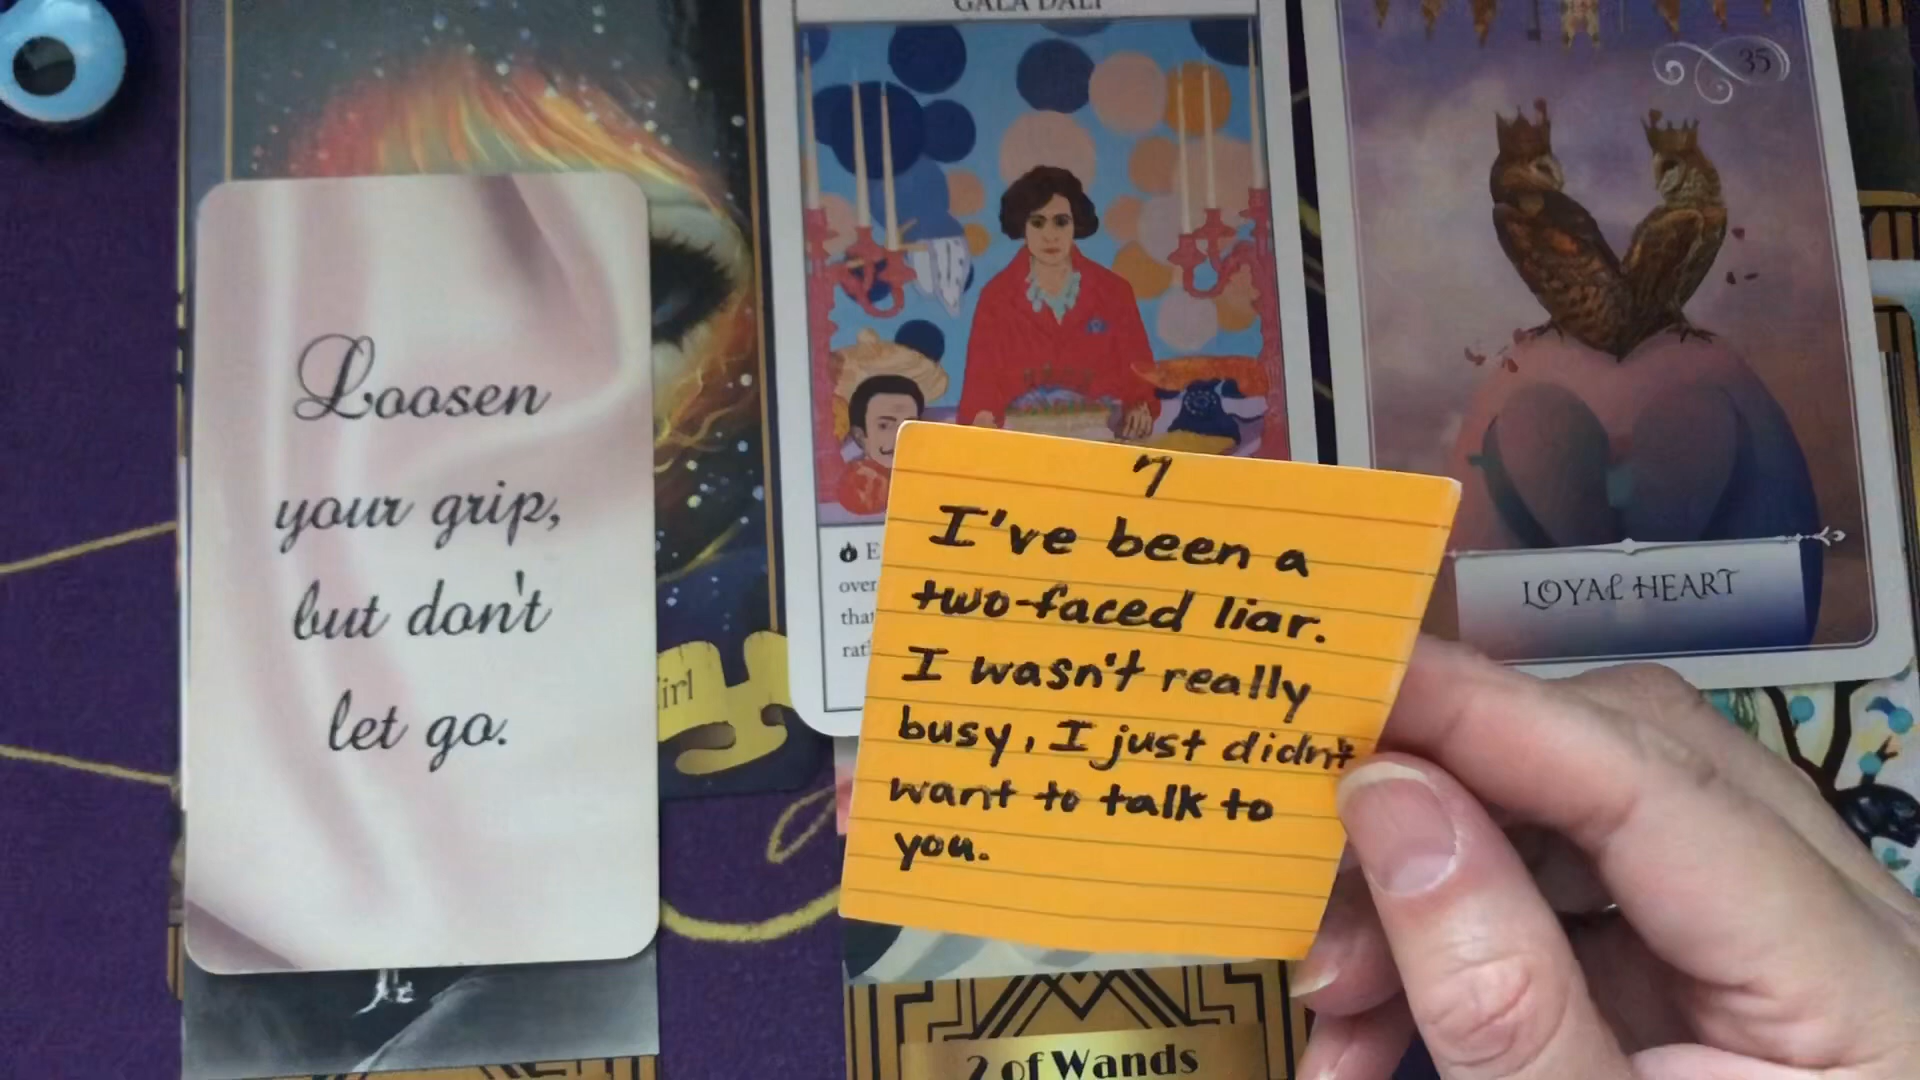 GALA DALI
35
Loosen
your grip,
but don't
let go.
7
I've been a
two-faced liar.
I wasn't really
busy, I just didn't
want to talk to
you.
LOYAL HEART
2 of Wands